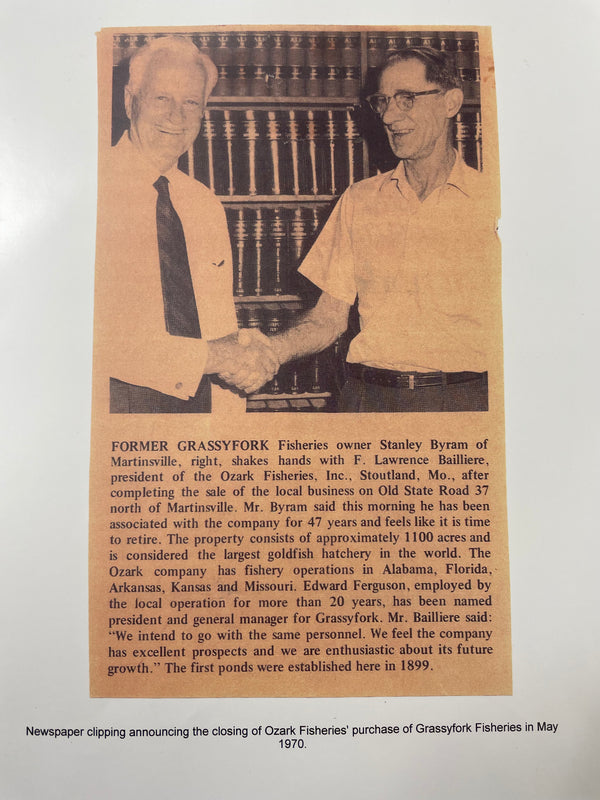 FORMER GRASSYFORK Fisheries owner Stanley Byram of
Martinsville, right, shakes hands with F. Lawrence Bailliere,
president of the Ozark Fisheries, Inc., Stoutland, Mo., after
completing the sale of the local business on Old State Road 37
north of Martinsville. Mr. Byram said this morning he has been
associated with the company for 47 years and feels like it is time
to retire. The property consists of approximately 1100 acres and
is considered the largest goldfish hatchery in the world. The
Ozark company has fishery operations in Alabama, Florida,
Arkansas, Kansas and Missouri. Edward Ferguson, employed by
the local operation for more than 20 years, has been named
president and general manager for Grassyfork. Mr. Bailliere said:
“We intend to go with the same personnel. We feel the company
has excellent prospects and we are enthusiastic about its future
growth.” The first ponds were established here in 1899.
Newspaper clipping announcing the closing of Ozark Fisheries' purchase of Grassyfork Fisheries in May
1970.